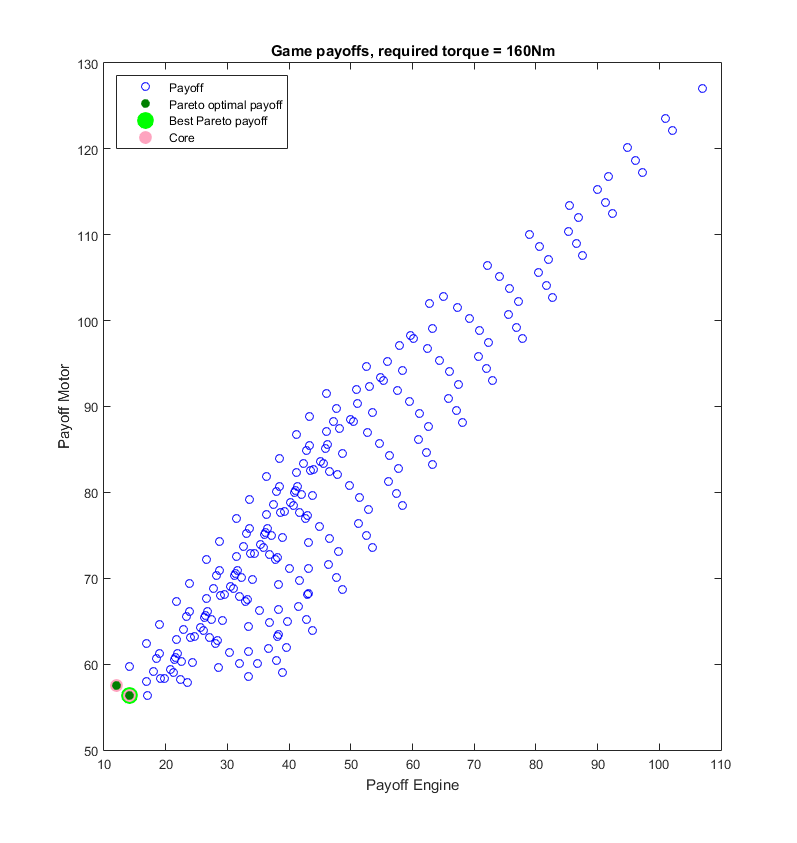 Game payoffs, required torque = 160Nm
130
120
110
100
90
80
70
60
50
Payoff Motor
Payoff
Pareto optimal payoff
Best Pareto payoff
Core
10 20 30 40 50 60 70 80 90 100 110
Payoff Engine